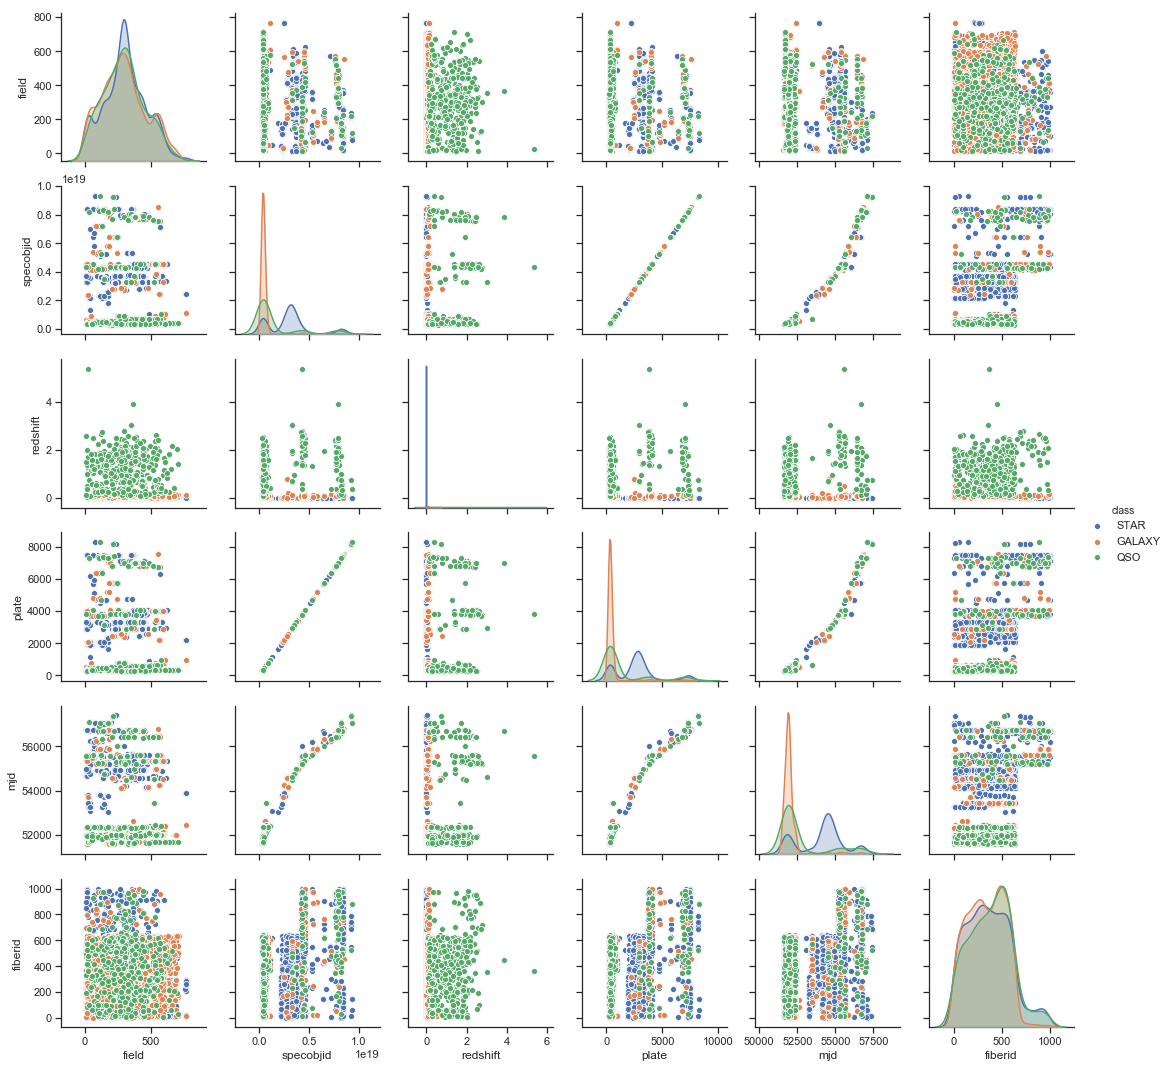 800
600
400
200
0
field
1e19
1.0
0.8
0.6
0.4
0.2
0.0
specobjid
4
2
0
redshift
class
STAR
GALAXY
QSO
8000
6000
4000
2000
0
plate
56000
54000
52000
mjd
1000
800
600
400
200
0
fiberid
0 500
0.0 0.5 1.0
0 2 4 6
0 5000 10000
50000 52500 55000 57500
0 500 1000
1e19
field specobjid redshift plate mjd fiberid